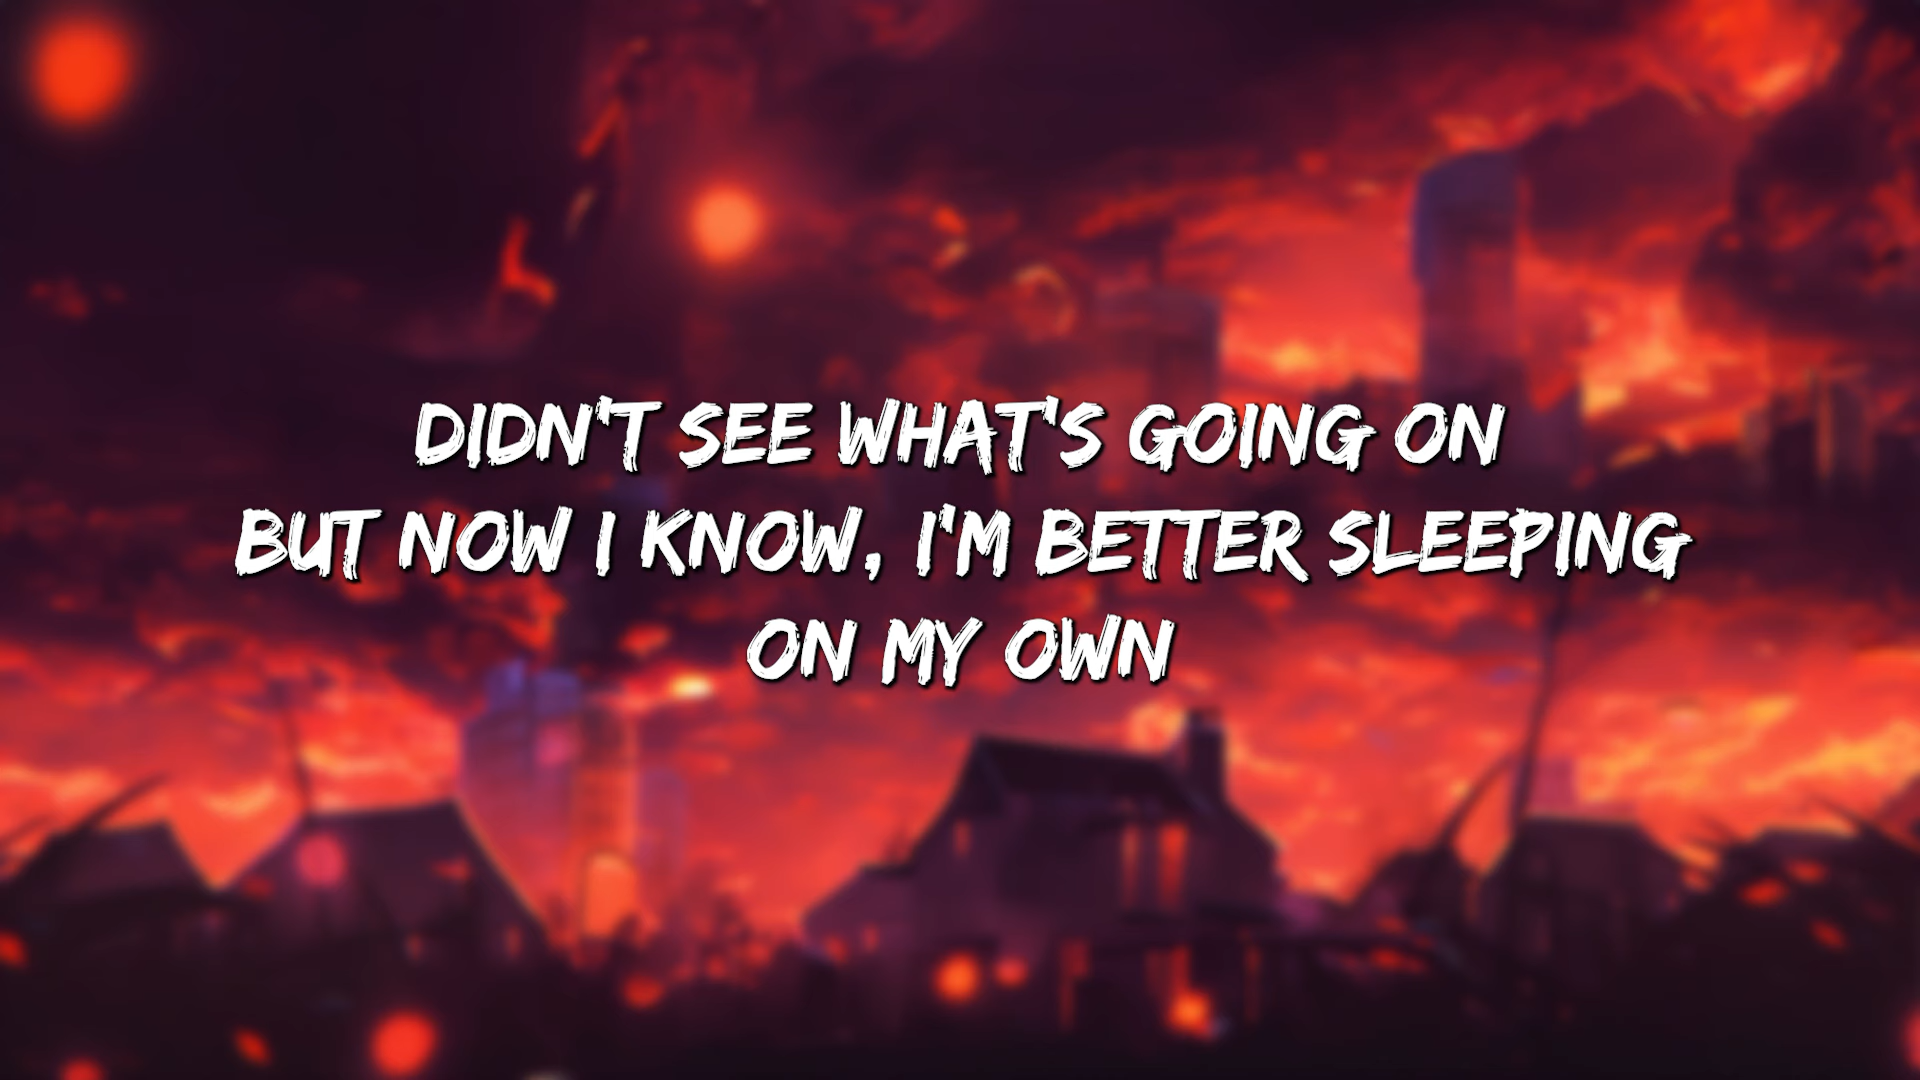 DIDN'T SEE WHAT'S GOING ON
BUT NOW I KNOW, I'M BETTER SLEEPING
ON MY OWN